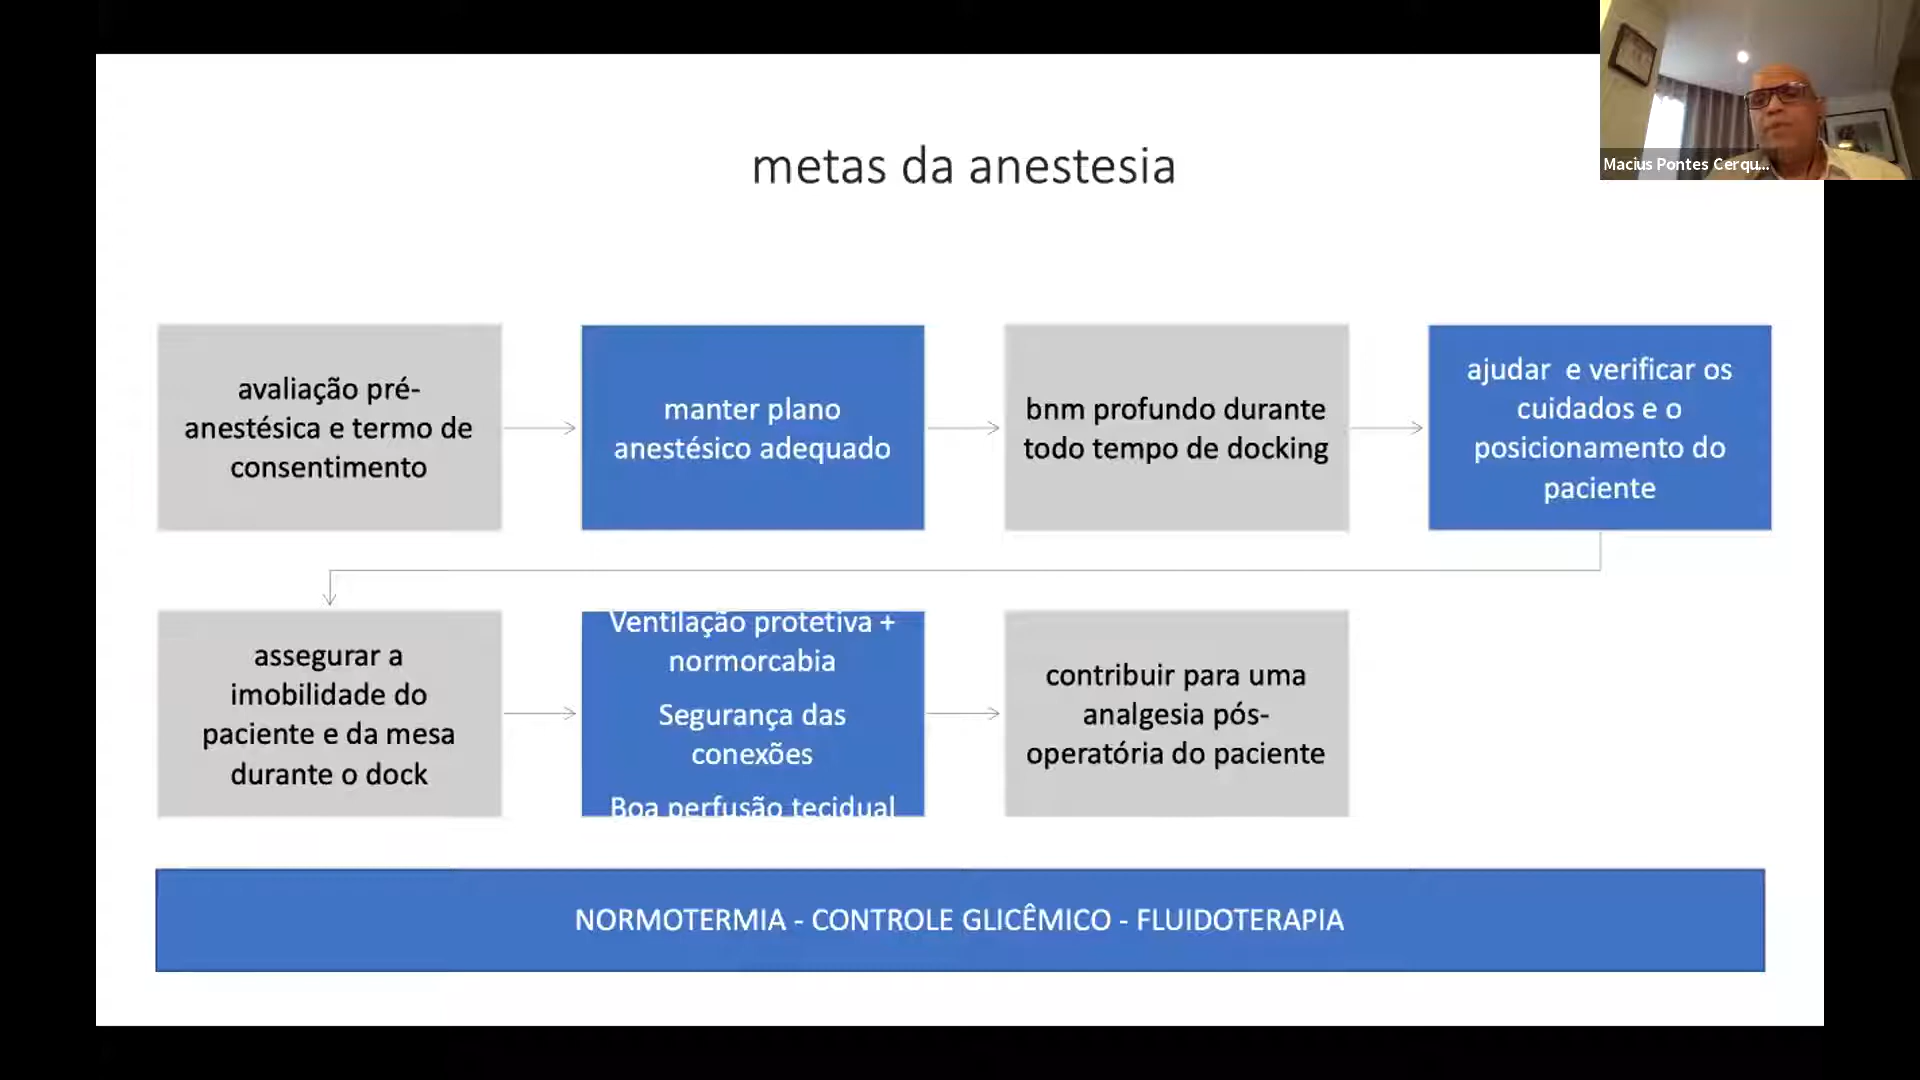 Macius Pontes Cerqu...
metas da anestesia
avaliação pré-
anestésica e termo de
consentimento
manter plano
anestésico adequado
bnm profundo durante
todo tempo de docking
ajudar e verificar os
cuidados e o
posicionamento do
paciente
assegurar a
imobilidade do
paciente e da mesa
durante o dock
Ventilação protetiva +
normorcabia
Segurança das
conexões
Boa perfusão tecidual
contribuir para uma
analgesia pós-
operatória do paciente
NORMOTERMIA - CONTROLE GLICÊMICO - FLUIDOTERAPIA